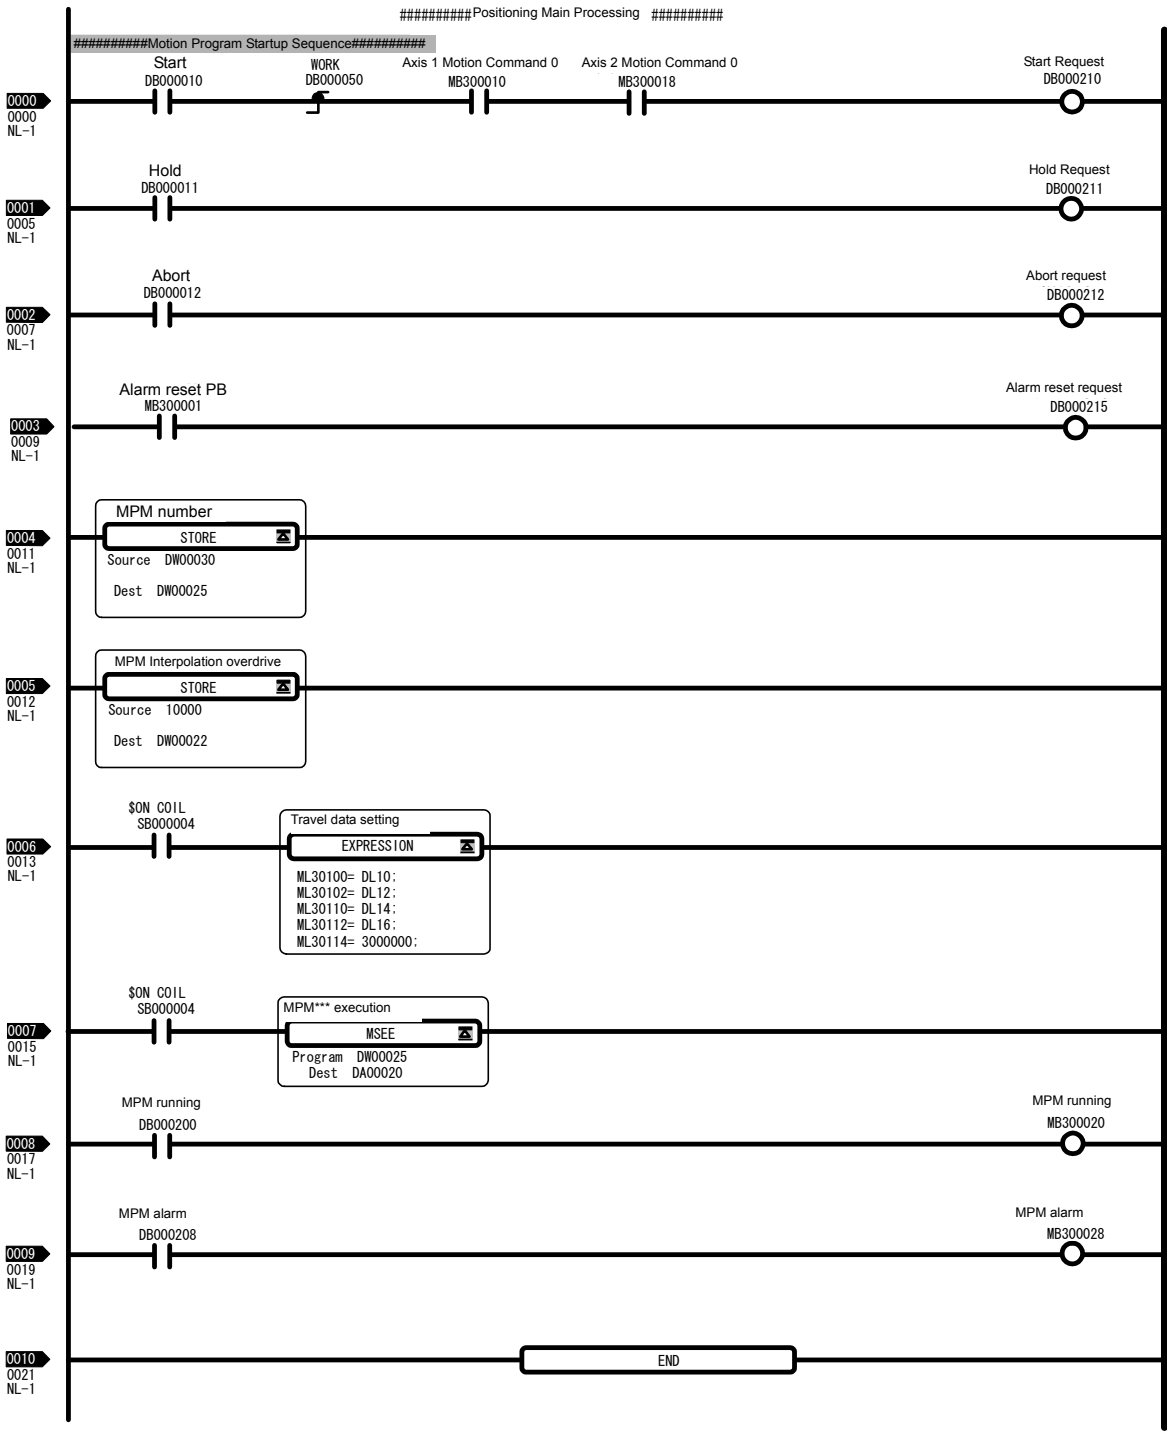 ##########Positioning Main Processing ##########
##########Motion Program Startup Sequence##########
Start WORK Axis 1 Motion Command 0 Axis 2 Motion Command 0 Start Request
DB000010 DB000050 MB300010 MB300018 DB000210
0000
0000
NL-1
Hold Hold Request
DB000011 DB000211
0001
0005
NL-1
Abort Abort request
DB000012 DB000212
0002
0007
NL-1
Alarm reset PB Alarm reset request
MB300001 DB000215
0003
0009
NL-1
MPM number
0004 STORE
0011 Source DW00030
NL-1
Dest DW00025
MPM Interpolation overdrive
0005 STORE
0012 Source 10000
NL-1
Dest DW00022
$ON COIL Travel data setting
SB000004
0006 EXPRESSION
0013
NL-1 ML30100= DL10;
ML30102= DL12;
ML30110= DL14;
ML30112= DL16;
ML30114= 3000000;
$ON COIL
SB000004 MPM*** execution
0007 MSEE
0015 Program DW00025
NL-1 Dest DA00020
MPM running MPM running
DB000200 MB300020
0008
0017
NL-1
MPM alarm MPM alarm
DB000208 MB300028
0009
0019
NL-1
0010 END
0021
NL-1